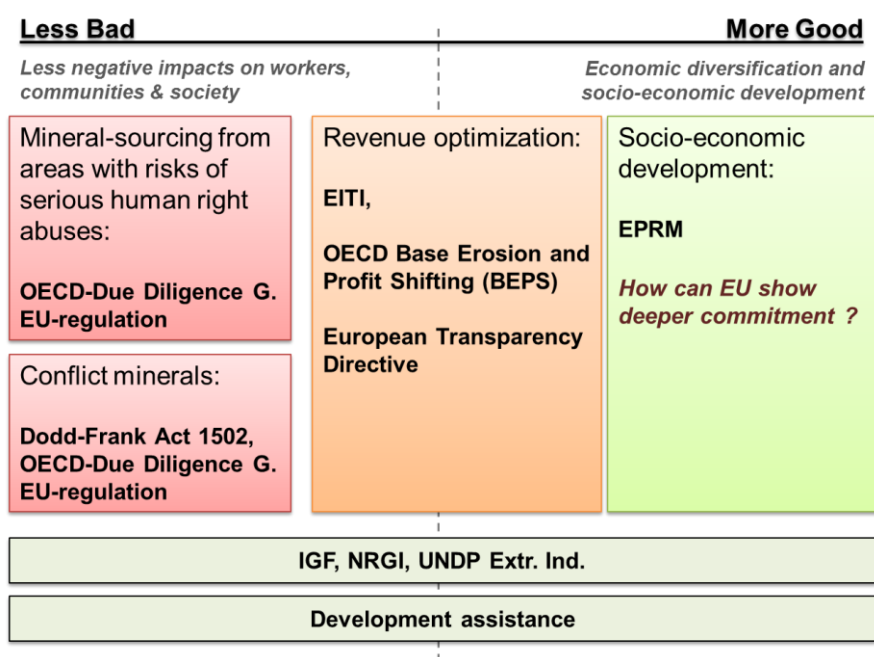 Less Bad
More Good
Less negative impacts on workers,
communities & society
Economic diversification and
socio-economic development
Mineral-sourcing from
areas with risks of
serious human right
abuses:
OECD-Due Diligence G.
EU-regulation
Conflict minerals:
Dodd-Frank Act 1502,
OECD-Due Diligence G.
EU-regulation
Revenue optimization:
EITI,
OECD Base Erosion and
Profit Shifting (BEPS)
European Transparency
Directive
Socio-economic
development:
EPRM
How can EU show
deeper commitment ?
IGF, NRGI, UNDP Extr. Ind.
Development assistance